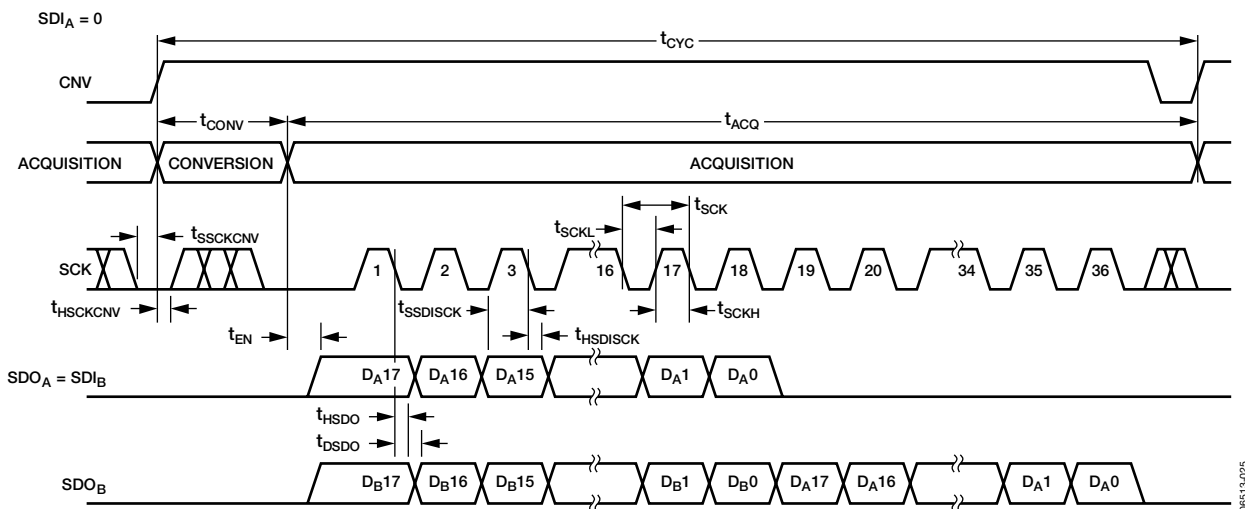 SDIA = 0
tCYC
CNV
tCONV
tACQ
ACQUISITION CONVERSION ACQUISITION
tSCK
tSSCKCNV
tSCKL
SCK 1 2 3 16 17 18 19 20 34 35 36
tHSCKCNV
tSSDISCK
tSCKH
tEN
tHSDISCK
SDOA = SDIB DA17 DA16 DA15 DA1 DA0
tHSDO
tDSDO
SDOB DB17 DB16 DB15 DB1 DB0 DA17 DA16 DA1 DA0
06513-025